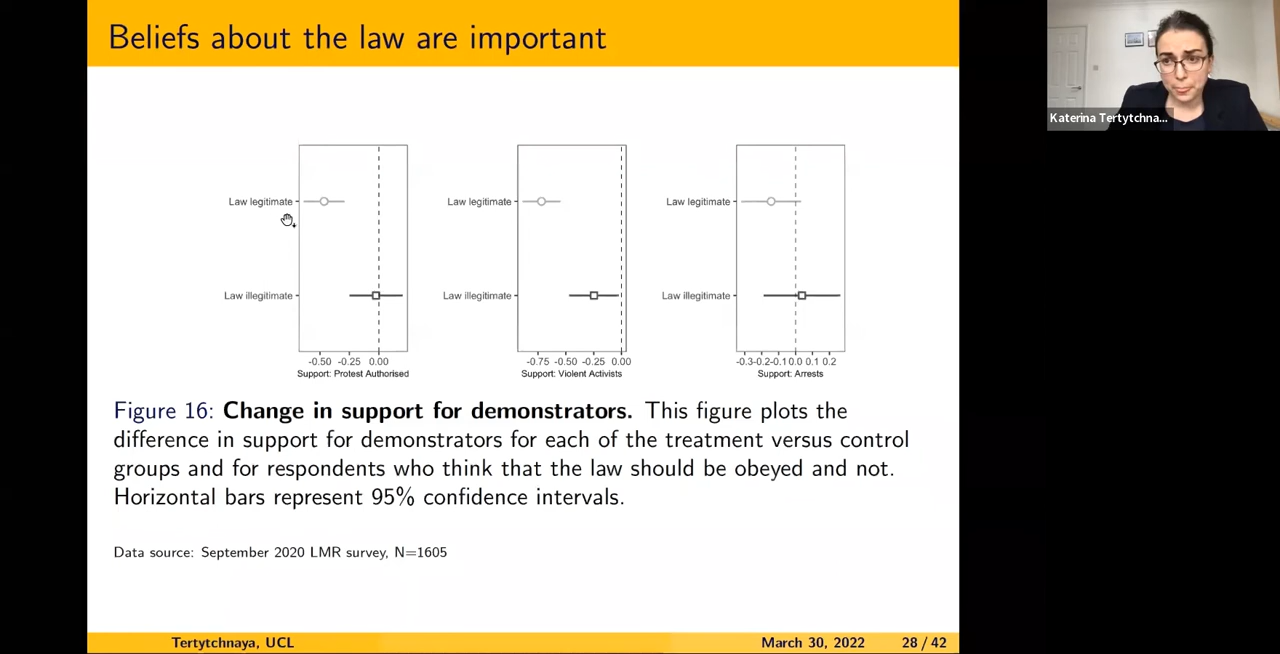 Beliefs about the law are important
Katerina Tertytchna...
Law legitimate
Law illegitimate
-0.50 -0.25 0.00
Support: Protest Authorised
Law legitimate
Law illegitimate
-0.75 -0.50 -0.25 0.00
Support: Violent Activists
Law legitimate
Law illegitimate
-0.3 -0.2 -0.1 0.0 0.1 0.2
Support: Arrests
Figure 16: Change in support for demonstrators. This figure plots the
difference in support for demonstrators for each of the treatment versus control
groups and for respondents who think that the law should be obeyed and not.
Horizontal bars represent 95% confidence intervals.
Data source: September 2020 LMR survey, N=1605
Tertytchnaya, UCL
March 30, 2022
28 / 42